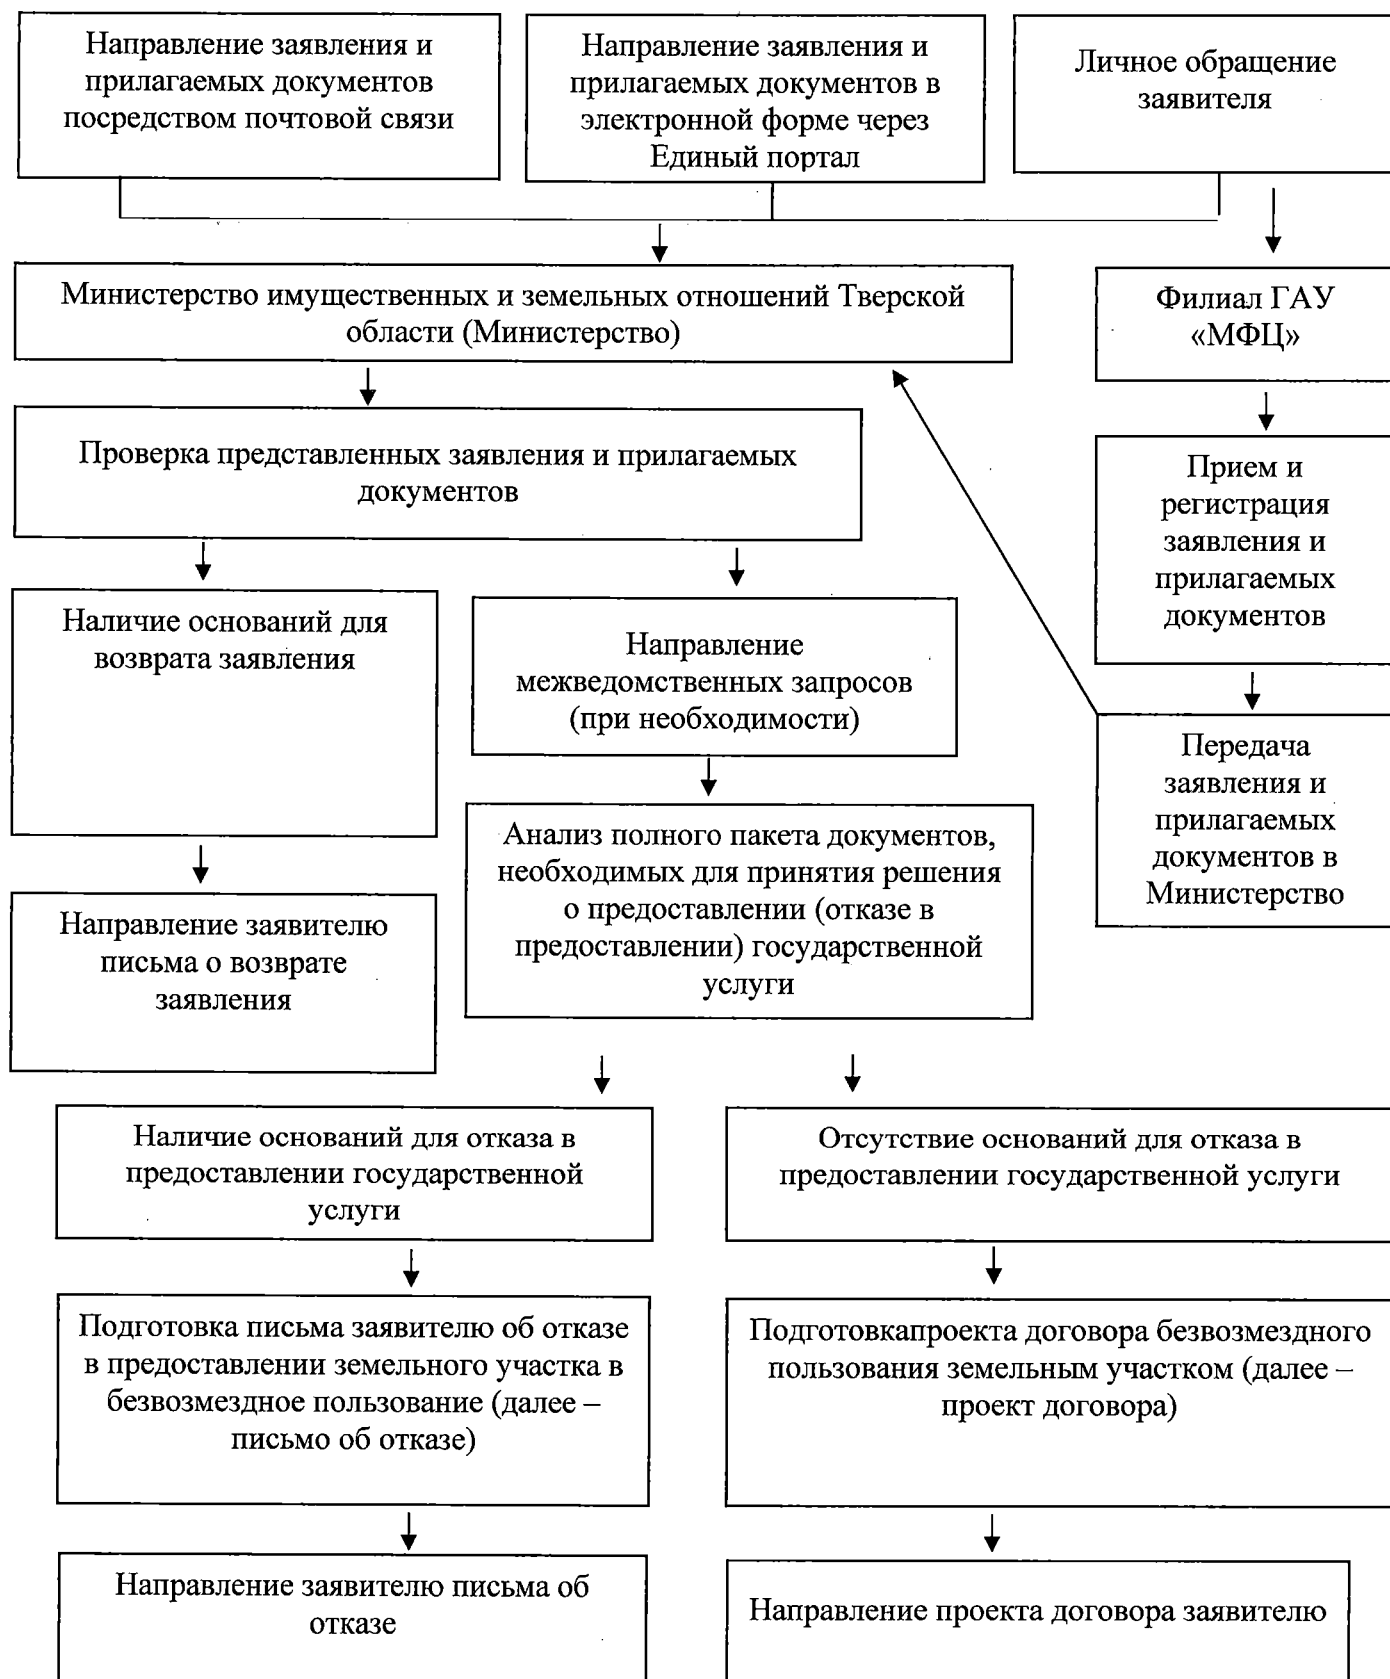 Направление заявления и
прилагаемых документов
посредством почтовой связи
Направление заявления и
прилагаемых документов в
электронной форме через
Единый портал
Личное обращение
заявителя
Министерство имущественных и земельных отношений Тверской
области (Министерство)
Филиал ГАУ
«МФЦ»
Проверка представленных заявления и прилагаемых
документов
Прием и
регистрация
заявления и
прилагаемых
документов
Наличие оснований для
возврата заявления
Направление
межведомственных запросов
(при необходимости)
Передача
заявления и
прилагаемых
документов в
Министерство
Анализ полного пакета документов,
необходимых для принятия решения
о предоставлении (отказе в
предоставлении) государственной
услуги
Направление заявителю
письма о возврате
заявления
Наличие оснований для отказа в
предоставлении государственной
услуги
Отсутствие оснований для отказа в
предоставлении государственной услуги
Подготовка письма заявителю об отказе
в предоставлении земельного участка в
безвозмездное пользование (далее –
письмо об отказе)
Подготовкапроекта договора безвозмездного
пользования земельным участком (далее –
проект договора)
Направление заявителю письма об
отказе
Направление проекта договора заявителю